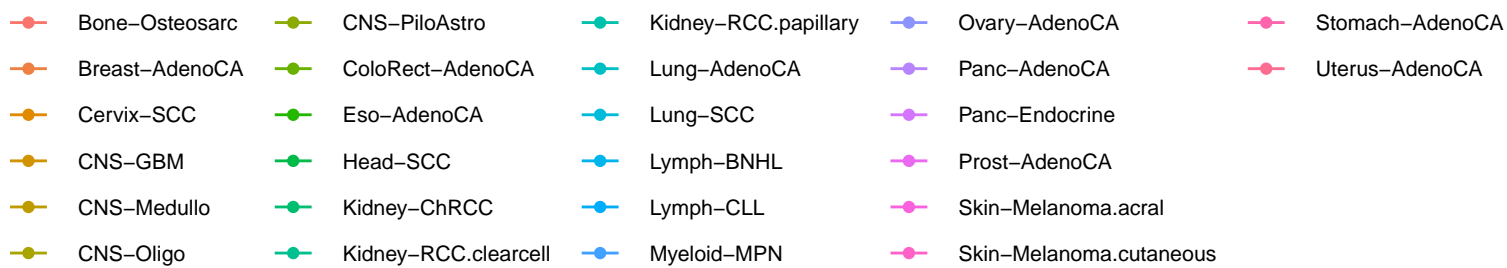 Bone−Osteosarc
Breast−AdenoCA
Cervix−SCC
CNS−GBM
CNS−Medullo
CNS−Oligo
CNS−PiloAstro
ColoRect−AdenoCA
Eso−AdenoCA
Head−SCC
Kidney−ChRCC
Kidney−RCC.clearcell
Kidney−RCC.papillary
Lung−AdenoCA
Lung−SCC
Lymph−BNHL
Lymph−CLL
Myeloid−MPN
Ovary−AdenoCA
Panc−AdenoCA
Panc−Endocrine
Prost−AdenoCA
Skin−Melanoma.acral
Skin−Melanoma.cutaneous
Stomach−AdenoCA
Uterus−AdenoCA